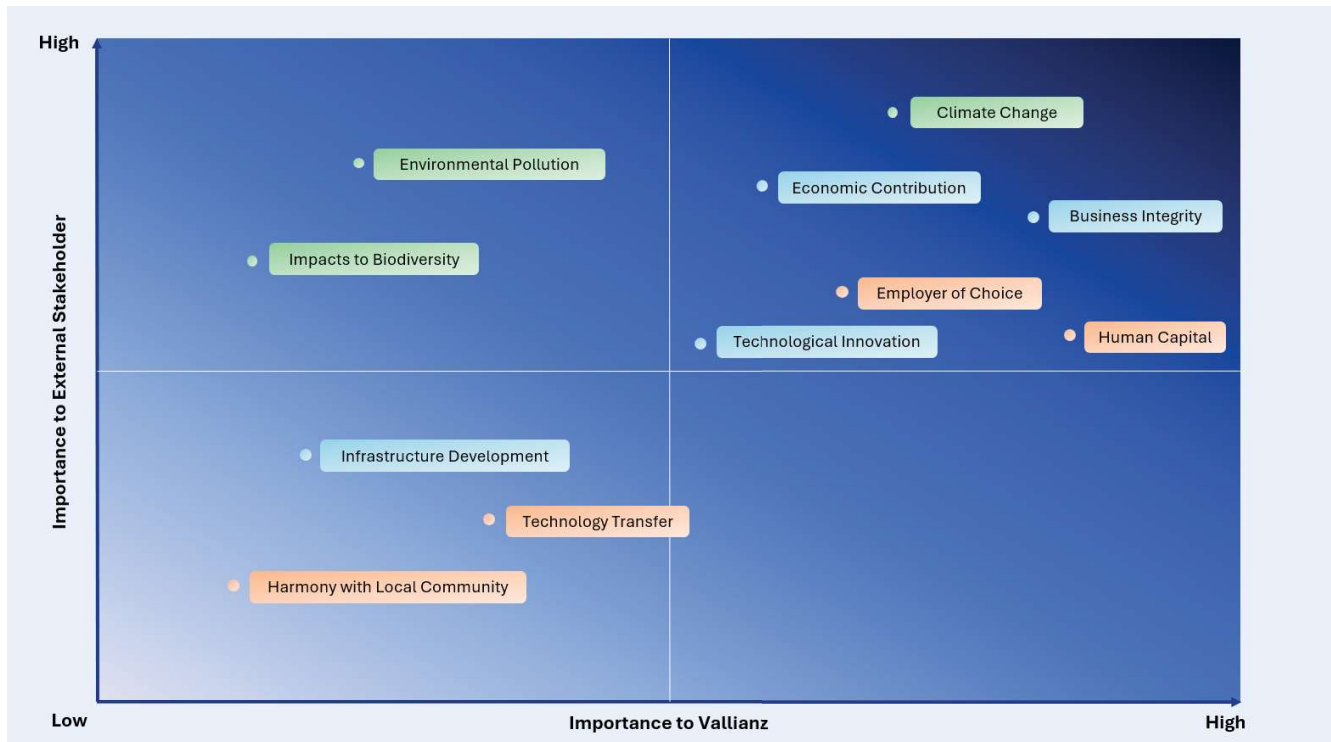 High
Climate Change
Environmental Pollution
Economic Contribution
Business Integrity
Impacts to Biodiversity
Employer of Choice
Human Capital
Technological Innovation
Importance to External Stakeholder
Infrastructure Development
Technology Transfer
Harmony with Local Community
Low
Importance to Vallianz
High